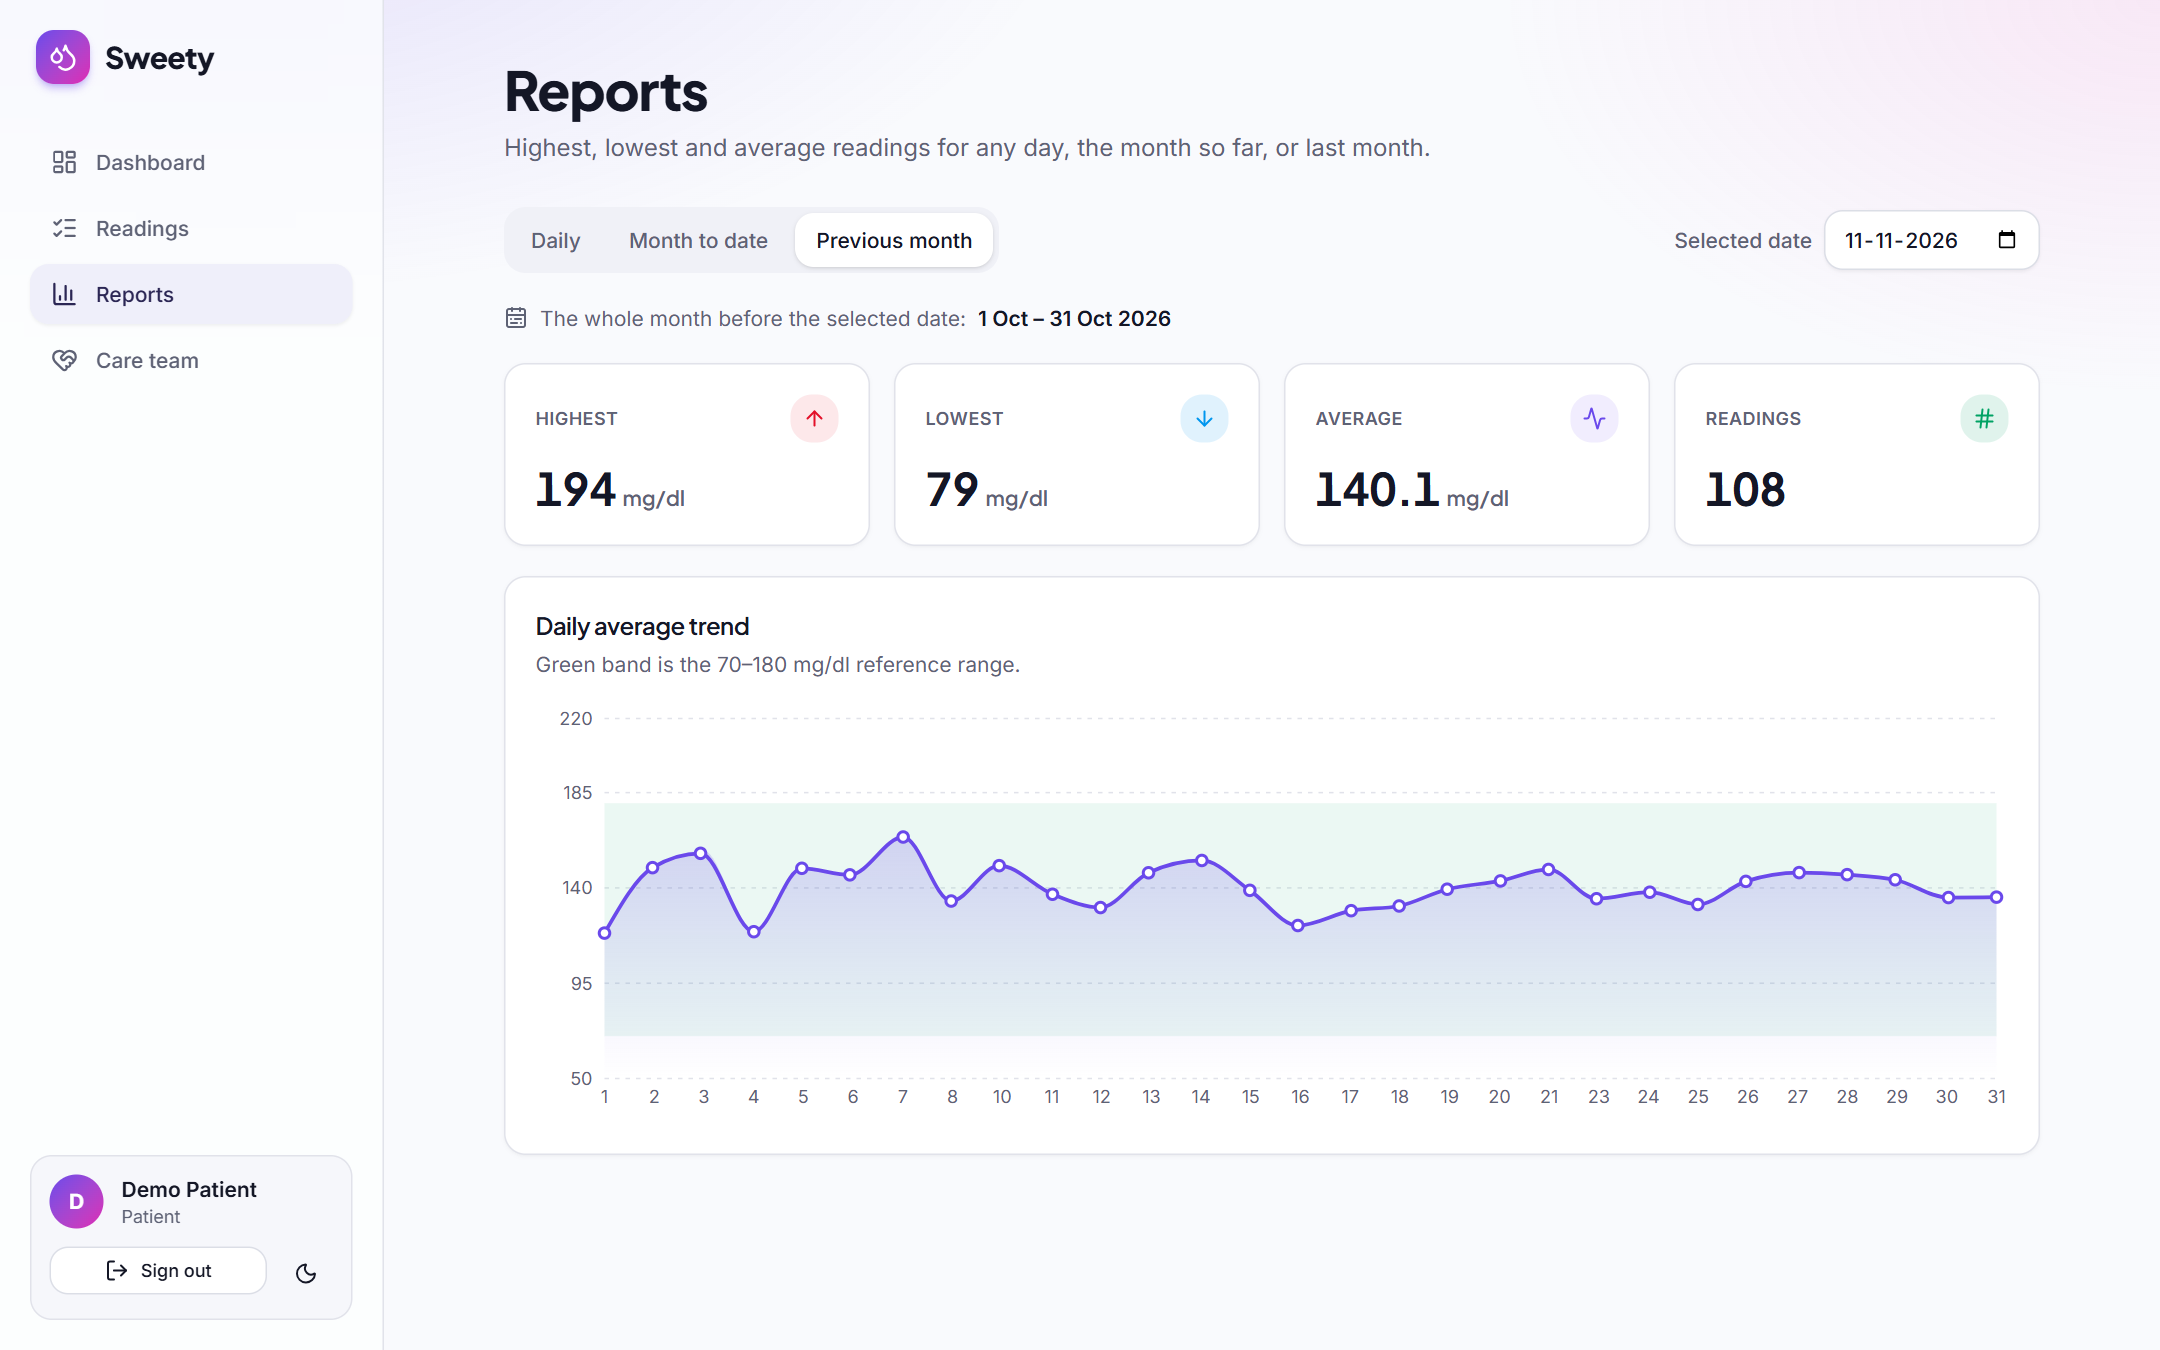 Sweety
Dashboard
Readings
Reports
Care team
Demo Patient
D
Patient
Sign out
Reports
Highest, lowest and average readings for any day, the month so far, or last month.
Daily
Month to date
Previous month
Selected date
11-11-2026
The whole month before the selected date: 1 Oct – 31 Oct 2026
HIGHEST
194 mg/dl
LOWEST
79 mg/dl
AVERAGE
140.1 mg/dl
READINGS
#
108
Daily average trend
Green band is the 70–180 mg/dl reference range.
220
185
140
95
50
1 2 3 4 5 6 7 8 10 11 12 13 14 15 16 17 18 19 20 21 23 24 25 26 27 28 29 30 31